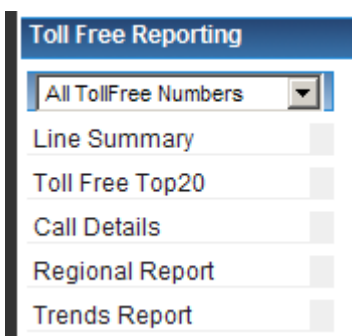 Toll Free Reporting
All TollFree Numbers
Line Summary
Toll Free Top20
Call Details
Regional Report
Trends Report